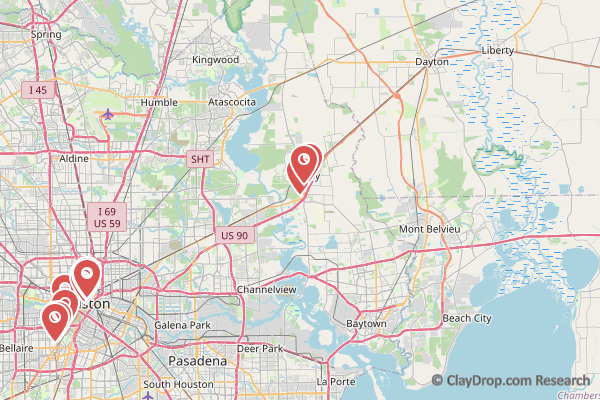 Spring
Kingwood
Liberty
Dayton
I 45
Humble
Atascocita
Aldine
SHT
I 69
US 59
US 90
Mont Belvieu
Channelview
Galena Park
Baytown
Beach City
Bellaire
Pasadena
Deer Park
South Houston
La Porte
© ClayDrop.com Research